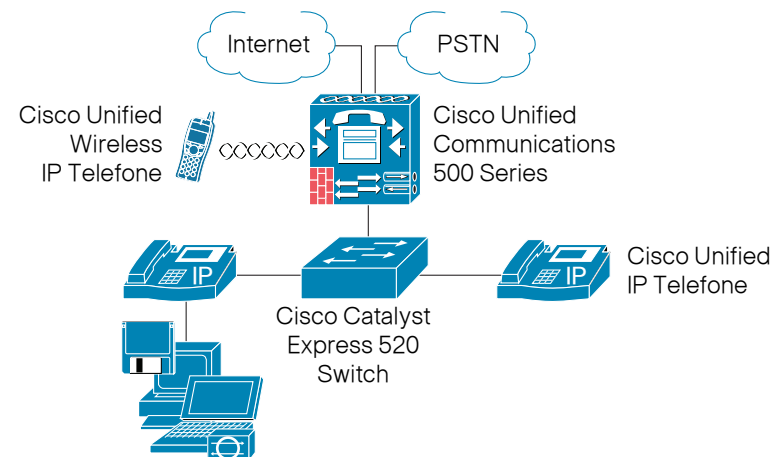 Internet
PSTN
Cisco Unified
Wireless
IP Telefone
Cisco Unified
Communications
500 Series
IP
IP
Cisco Unified
IP Telefone
Cisco Catalyst
Express 520
Switch